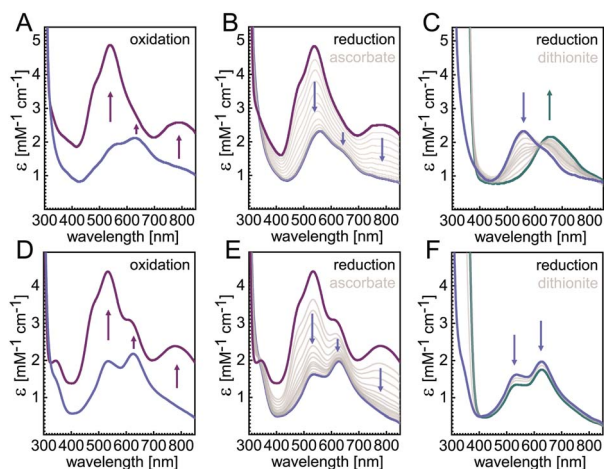 A
oxidation
ε [mM⁻¹ cm⁻¹]
5
4
3
2
1
300 400 500 600 700 800
wavelength [nm]
B
reduction
ascorbate
ε [mM⁻¹ cm⁻¹]
5
4
3
2
1
300 400 500 600 700 800
wavelength [nm]
C
reduction
dithionite
ε [mM⁻¹ cm⁻¹]
5
4
3
2
1
300 400 500 600 700 800 900
wavelength [nm]
D
oxidation
ε [mM⁻¹ cm⁻¹]
4
3
2
1
300 400 500 600 700 800
wavelength [nm]
E
reduction
ascorbate
ε [mM⁻¹ cm⁻¹]
4
3
2
1
300 400 500 600 700 800
wavelength [nm]
F
reduction
dithionite
ε [mM⁻¹ cm⁻¹]
4
3
2
1
300 400 500 600 700 800 900
wavelength [nm]